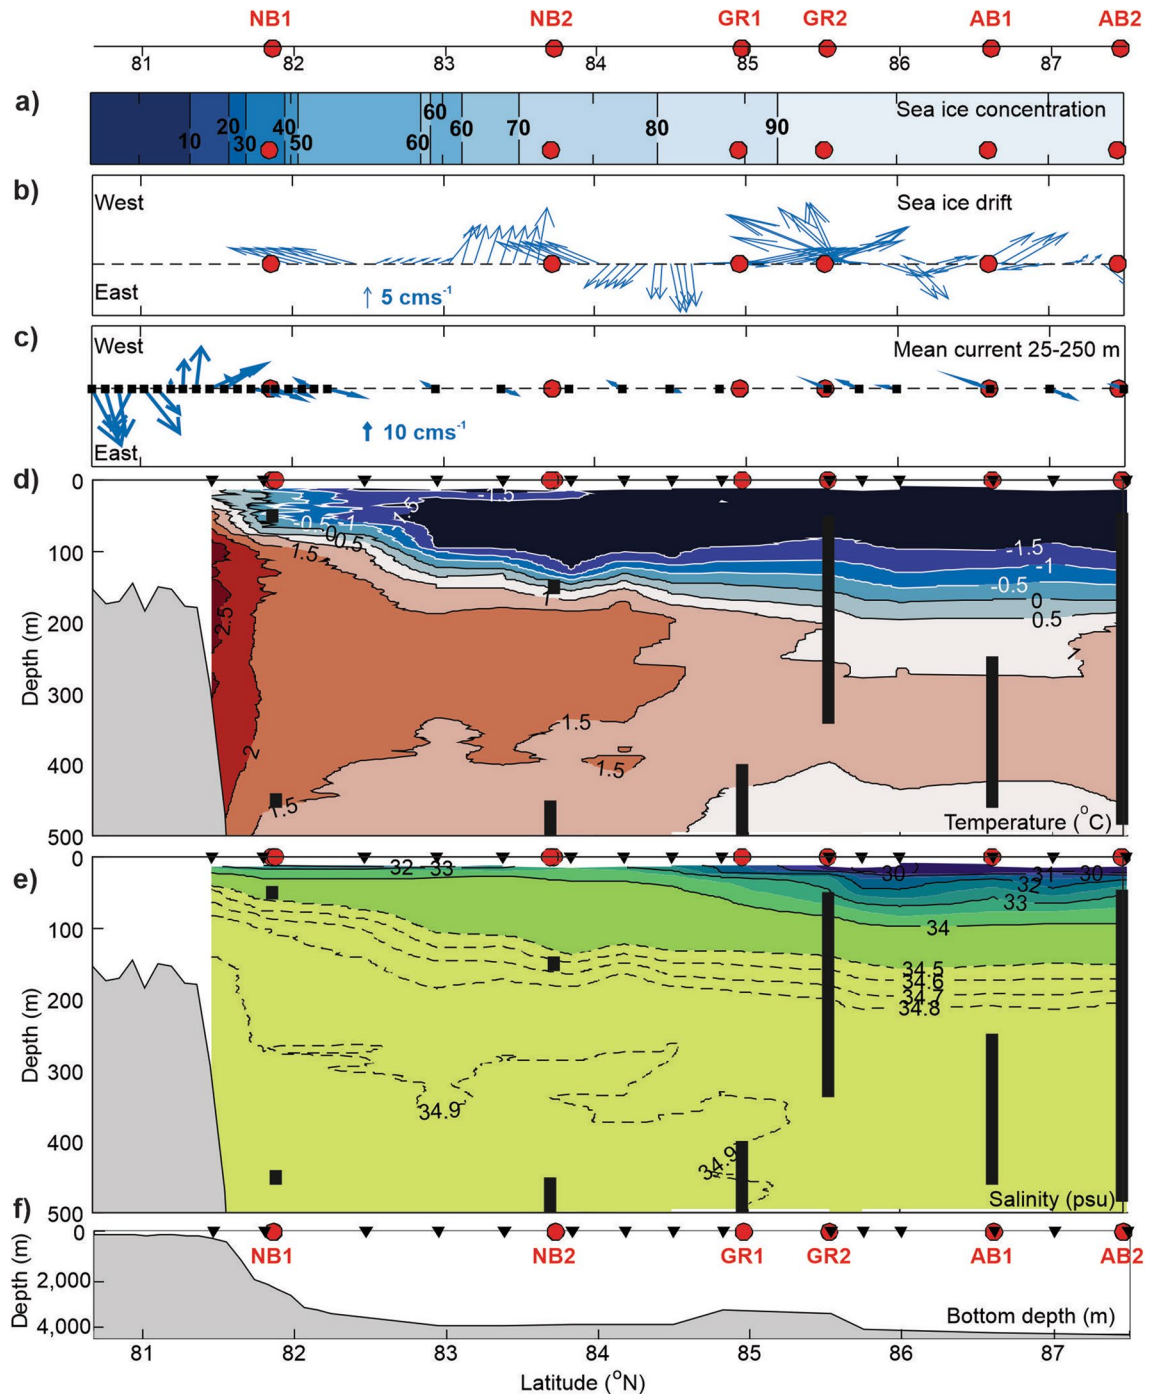 NB1 NB2 GR1 GR2 AB1 AB2
81 82 83 84 85 86 87
a)
Sea ice concentration
10 20 30 40 50 60 60 60 70 80 90
b)
West
Sea ice drift
East
5 cms-1
c)
West
Mean current 25-250 m
East
10 cms-1
d)
0
100
200
300
400
500
Depth (m)
-1.5
1.5
-0.5 -1
0
0.5
1.5
2.5
2
1.5
1
1.5
1.5
-1.5
-1
-0.5
0
0.5
1
Temperature (°C)
e)
0
100
200
300
400
500
Depth (m)
32 33
30 31 30
32
33
34
34.5
34.6
34.7
34.8
34.9
34.9
Salinity (psu)
f)
0
2,000
4,000
Depth (m)
NB1 NB2 GR1 GR2 AB1 AB2
Bottom depth (m)
81 82 83 84 85 86 87
Latitude (°N)